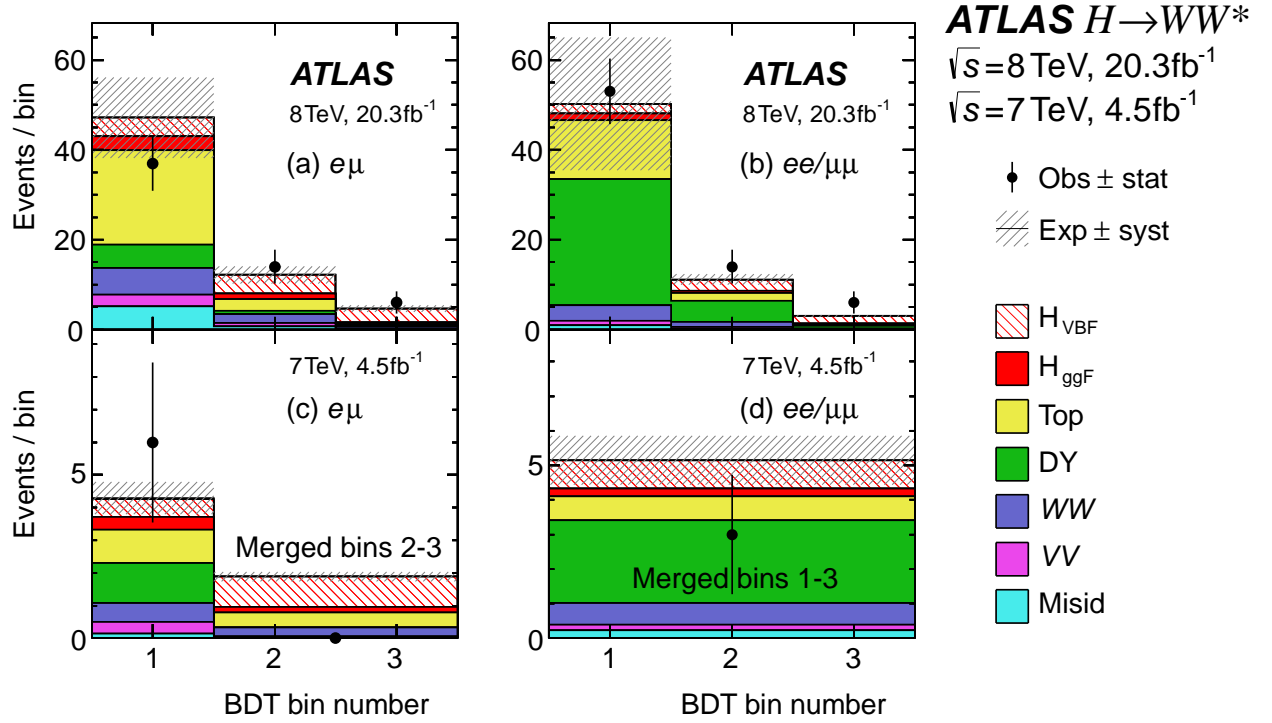 ATLAS H→WW*
√s=8 TeV, 20.3fb⁻¹
√s=7 TeV, 4.5fb⁻¹
Obs ± stat
Exp ± syst
H_VBF
H_ggF
Top
DY
WW
VV
Misid
Events / bin
60
40
20
0
ATLAS
8TeV, 20.3fb⁻¹
(a) eμ
60
40
20
0
ATLAS
8TeV, 20.3fb⁻¹
(b) ee/μμ
Events / bin
5
0
7TeV, 4.5fb⁻¹
(c) eμ
Merged bins 2-3
1 2 3
BDT bin number
5
0
7TeV, 4.5fb⁻¹
(d) ee/μμ
Merged bins 1-3
1 2 3
BDT bin number